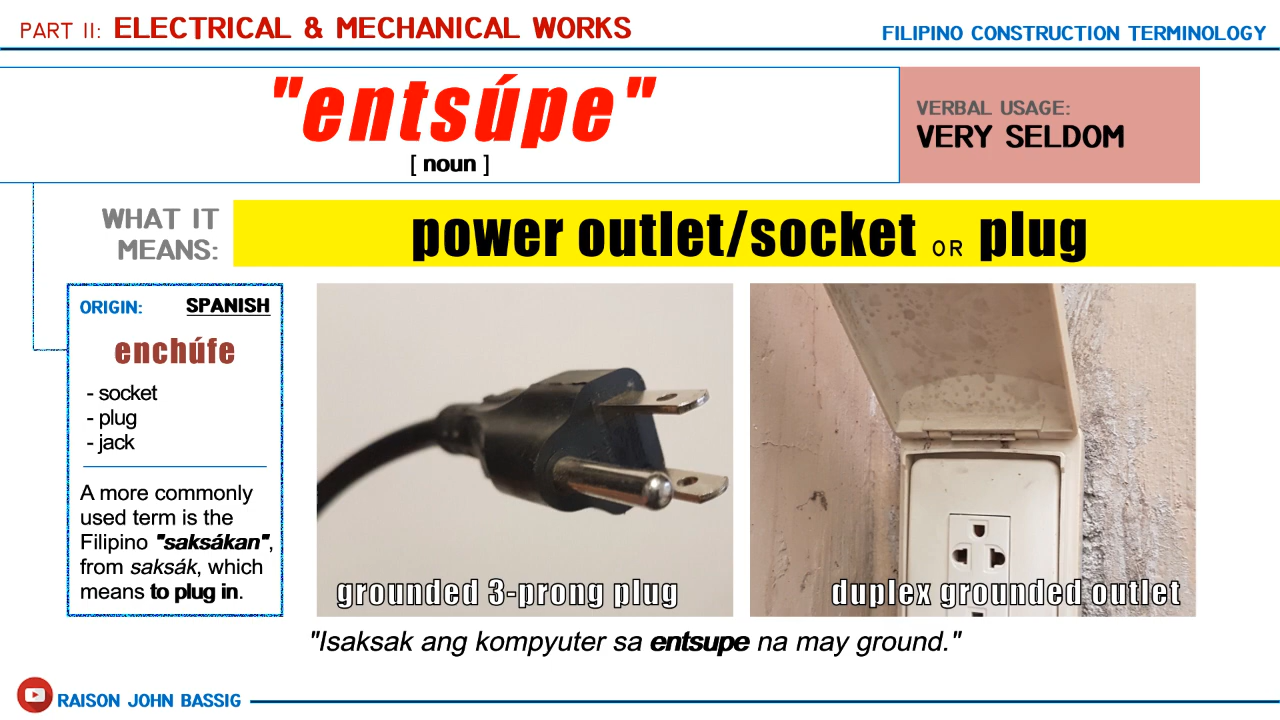 PART II: ELECTRICAL & MECHANICAL WORKS
FILIPINO CONSTRUCTION TERMINOLOGY
"entsúpe"
[ noun ]
VERBAL USAGE:
VERY SELDOM
WHAT IT
MEANS:
power outlet/socket OR plug
ORIGIN: SPANISH
enchúfe
- socket
- plug
- jack
A more commonly
used term is the
Filipino "saksákan",
from saksák, which
means to plug in.
grounded 3-prong plug
duplex grounded outlet
"Isaksak ang kompyuter sa entsupe na may ground."
RAISON JOHN BASSIG